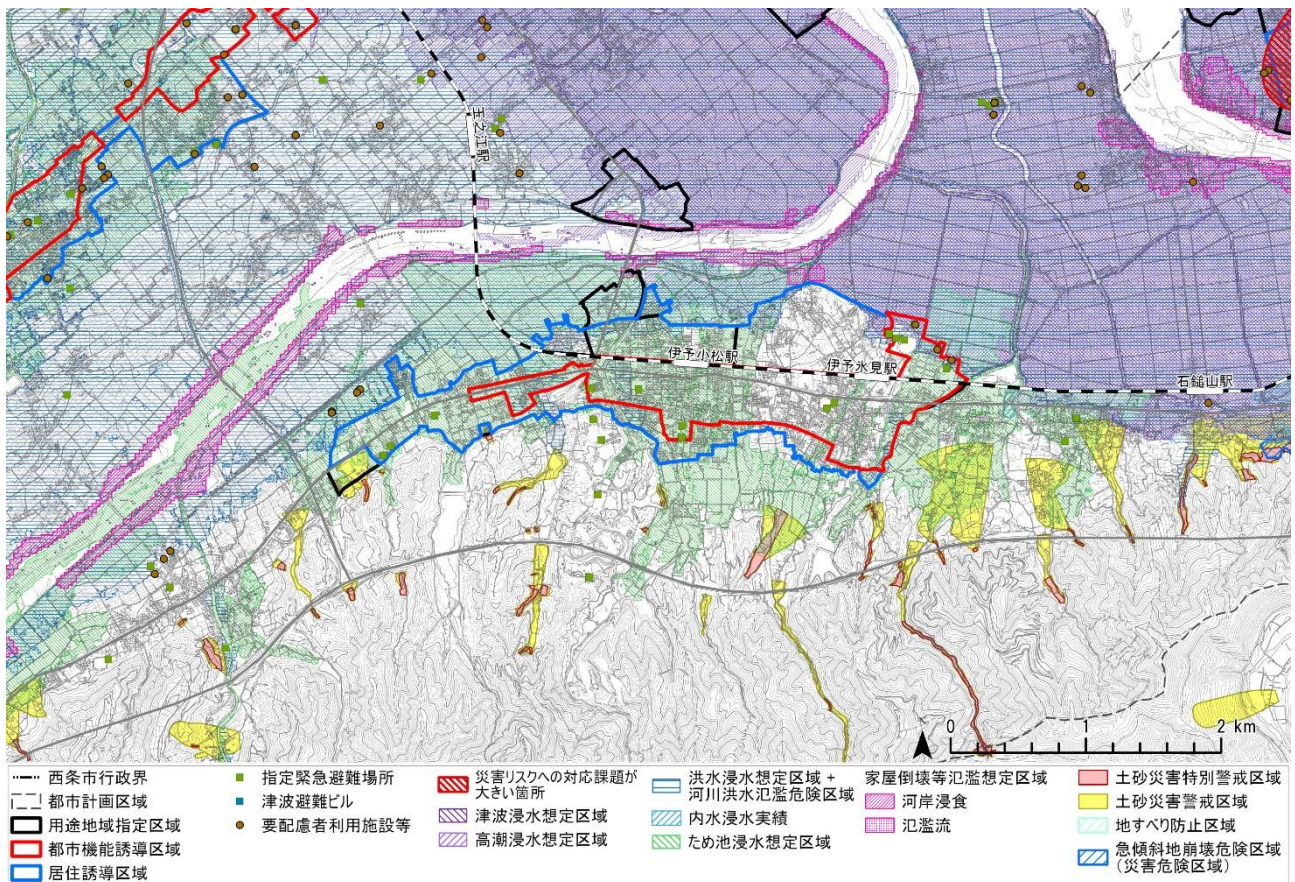 玉之江駅
伊予小松駅
伊予氷見駅
石鎚山駅
0 1 2 km
西条市行政界
都市計画区域
用途地域指定区域
都市機能誘導区域
居住誘導区域
指定緊急避難場所
津波避難ビル
要配慮者利用施設等
災害リスクへの対応課題が
大きい箇所
津波浸水想定区域
高潮浸水想定区域
洪水浸水想定区域 +
河川洪水氾濫危険区域
内水浸水実績
ため池浸水想定区域
家屋倒壊等氾濫想定区域
河岸浸食
氾濫流
土砂災害特別警戒区域
土砂災害警戒区域
地すべり防止区域
急傾斜地崩壊危険区域
(災害危険区域)